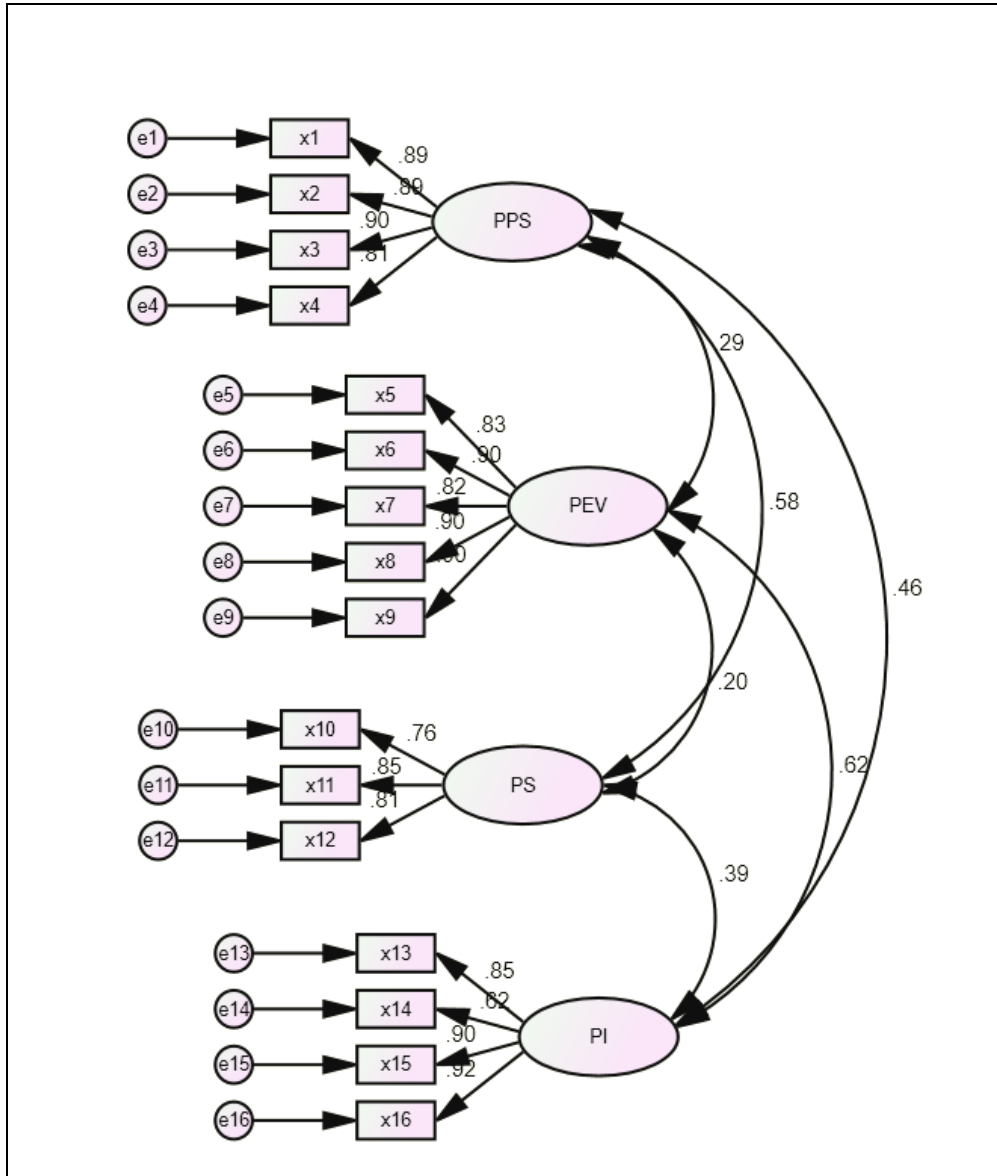 e1 x1 .89
e2 x2 .89
PPS
e3 x3 .90
e4 x4 .81
.29
e5 x5 .83
e6 x6 .90
e7 x7 .82
PEV
.58
e8 x8 .90
e9 x9
.46
.20
e10 x10 .76
e11 x11 .85
PS
e12 x12 .81
.62
.39
e13 x13 .85
e14 x14 .62
e15 x15 .90
PI
e16 x16 .92